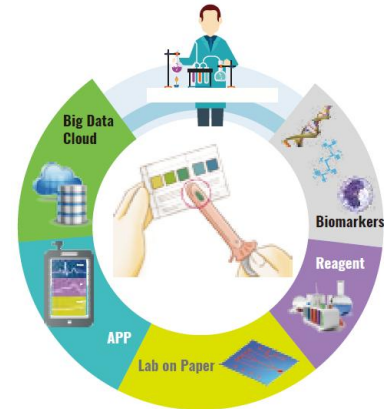 Big Data
Cloud
Biomarkers
Reagent
APP
Lab on Paper